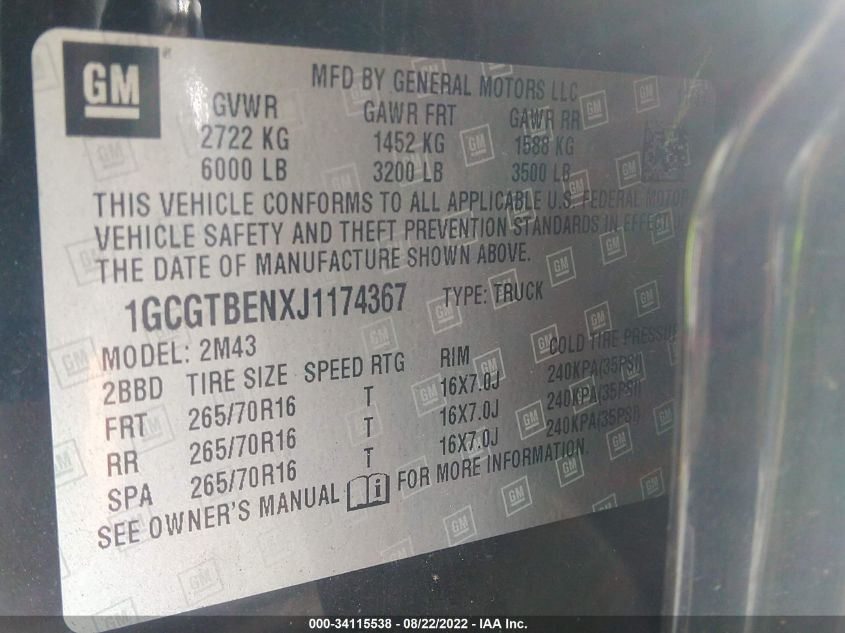 GM
MFD BY GENERAL MOTORS LLC
GVWR GAWR FRT GAWR RR
2722 KG 1452 KG 1588 KG
6000 LB 3200 LB 3500 LB
THIS VEHICLE CONFORMS TO ALL APPLICABLE U.S. FEDERAL MOTOR
VEHICLE SAFETY AND THEFT PREVENTION STANDARDS IN EFFECT
THE DATE OF MANUFACTURE SHOWN ABOVE.
1GCGTBENXJ1174367 TYPE: TRUCK
MODEL: 2M43
2BBD TIRE SIZE SPEED RTG RIM COLD TIRE PRESSURE
FRT 265/70R16 T 16X7.0J 240KPA(35PSI)
RR 265/70R16 T 16X7.0J 240KPA(35PSI)
SPA 265/70R16 T 16X7.0J 240KPA(35PSI)
SEE OWNER'S MANUAL FOR MORE INFORMATION.
000-34115538 - 08/22/2022 - IAA Inc.